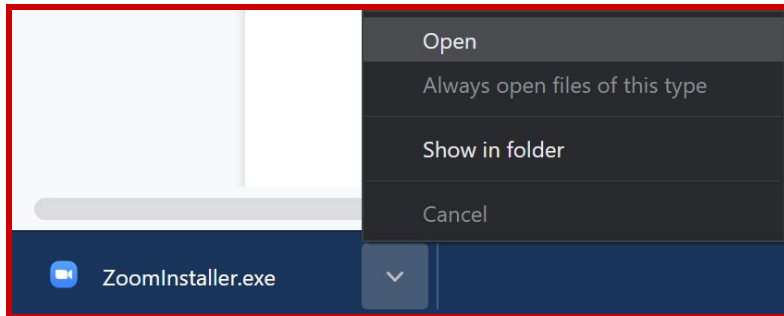 Open
Always open files of this type
Show in folder
Cancel
ZoomInstaller.exe